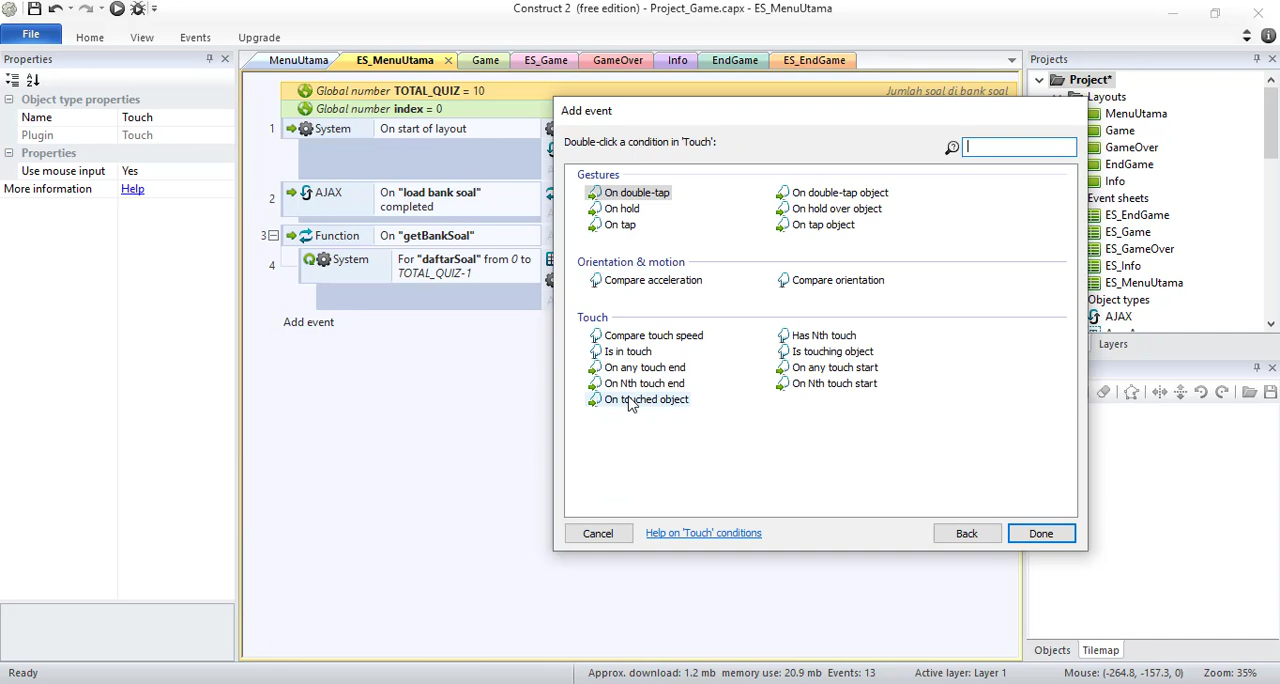 Construct 2  (free edition) - Project_Game.capx - ES_MenuUtama
File
Home
View
Events
Upgrade
Properties
Object type properties
Name
Touch
Plugin
Touch
Properties
Use mouse input
Yes
More information
Help
MenuUtama
ES_MenuUtama
Game
ES_Game
GameOver
Info
EndGame
ES_EndGame
Global number TOTAL_QUIZ = 10
Jumlah soal di bank soal
Global number index = 0
1
System
On start of layout
2
AJAX
On "load bank soal"
completed
3
Function
On "getBankSoal"
4
System
For "daftarSoal" from 0 to
TOTAL_QUIZ-1
Add event
Add event
Double-click a condition in 'Touch':
Gestures
On double-tap
On double-tap object
On hold
On hold over object
On tap
On tap object
Orientation & motion
Compare acceleration
Compare orientation
Touch
Compare touch speed
Has Nth touch
Is in touch
Is touching object
On any touch end
On any touch start
On Nth touch end
On Nth touch start
On touched object
Cancel
Help on 'Touch' conditions
Back
Done
Projects
Project*
Layouts
MenuUtama
Game
GameOver
EndGame
Info
Event sheets
ES_EndGame
ES_Game
ES_GameOver
ES_Info
ES_MenuUtama
Object types
AJAX
Layers
Objects
Tilemap
Ready
Approx. download: 1.2 mb
memory use: 20.9 mb
Events: 13
Active layer: Layer 1
Mouse: (-264.8, -157.3, 0)
Zoom: 35%